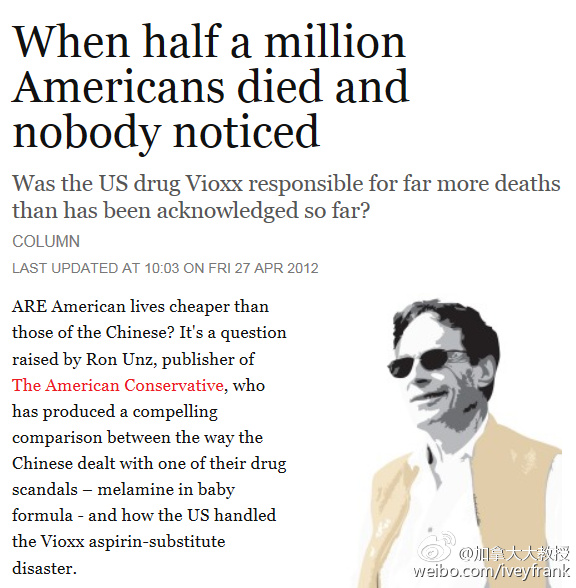 When half a million
Americans died and
nobody noticed
Was the US drug Vioxx responsible for far more deaths
than has been acknowledged so far?
COLUMN
LAST UPDATED AT 10:03 ON FRI 27 APR 2012
ARE American lives cheaper than
those of the Chinese? It's a question
raised by Ron Unz, publisher of
The American Conservative, who
has produced a compelling
comparison between the way the
Chinese dealt with one of their drug
scandals – melamine in baby
formula - and how the US handled
the Vioxx aspirin-substitute
disaster.
@加拿大大教授
weibo.com/iveyfrank